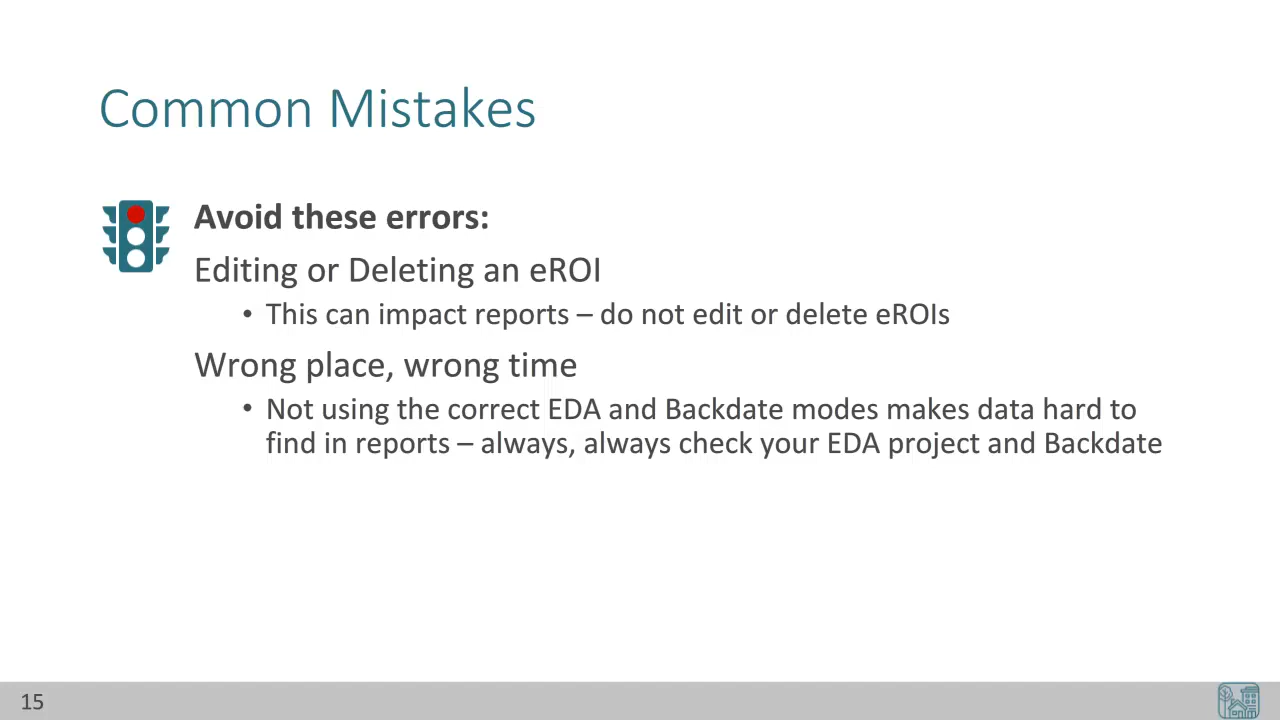 Common Mistakes
Avoid these errors:
Editing or Deleting an eROI
• This can impact reports – do not edit or delete eROIs
Wrong place, wrong time
• Not using the correct EDA and Backdate modes makes data hard to
find in reports – always, always check your EDA project and Backdate
15